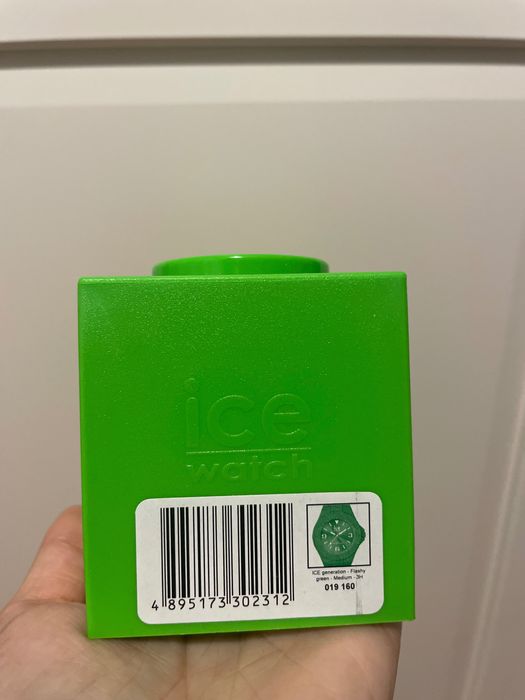 ice
watch
4 895173 302312
ICE generation - Flashy
green - Medium - 3H
019 160